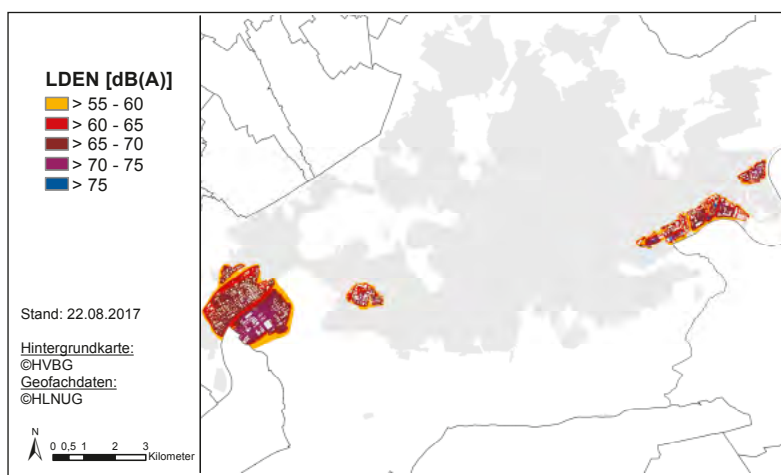 LDEN [dB(A)]
> 55 - 60
> 60 - 65
> 65 - 70
> 70 - 75
> 75
Stand: 22.08.2017
Hintergrundkarte:
©HVBG
Geofachdaten:
©HLNUG
N
0 0,5 1 2 3
Kilometer